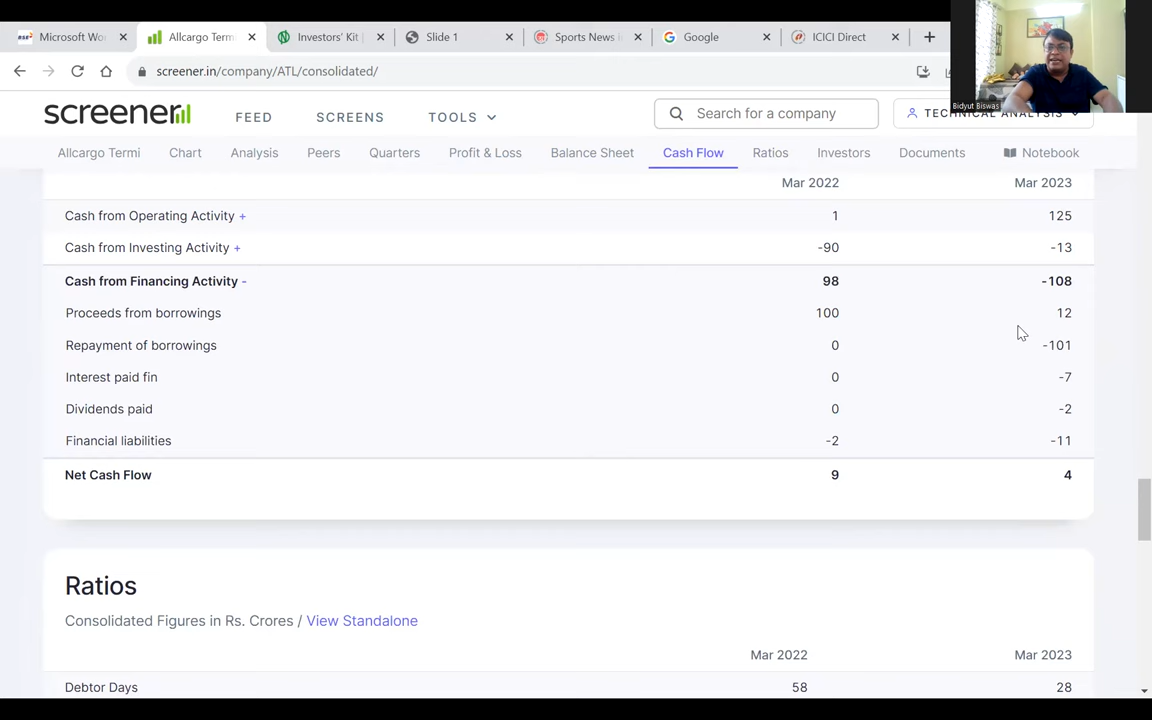 Microsoft Wo
Allcargo Termi
Investors' Kit
Slide 1
Sports News
Google
ICICI Direct
screener.in/company/ATL/consolidated/
Bidyut Biswas
screener
FEED
SCREENS
TOOLS
Search for a company
TECHNICAL ANALYSIS
Allcargo Termi
Chart
Analysis
Peers
Quarters
Profit & Loss
Balance Sheet
Cash Flow
Ratios
Investors
Documents
Notebook
Mar 2022 Mar 2023
Cash from Operating Activity + 1 125
Cash from Investing Activity + -90 -13
Cash from Financing Activity - 98 -108
Proceeds from borrowings 100 12
Repayment of borrowings 0 -101
Interest paid fin 0 -7
Dividends paid 0 -2
Financial liabilities -2 -11
Net Cash Flow 9 4
Ratios
Consolidated Figures in Rs. Crores / View Standalone
Mar 2022 Mar 2023
Debtor Days 58 28